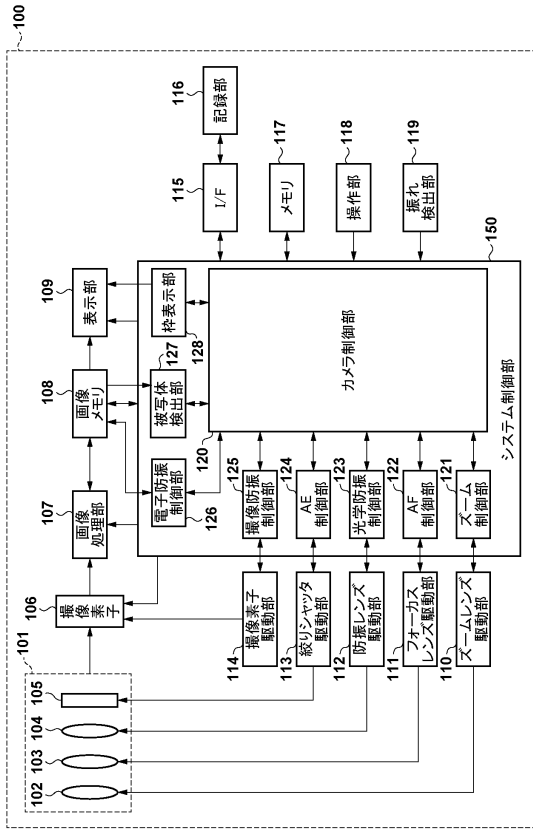 100
101
102
103
104
105
106
撮像素子
107
画像
処理部
108
画像
メモリ
109
表示部
電子防振
制御部
126
被写体
検出部
127
枠表示部
128
115
I/F
116
記録部
117
メモリ
118
操作部
119
振れ
検出部
150
120
カメラ制御部
システム制御部
114
撮像素子
駆動部
125
撮像防振
制御部
113
絞りシャッタ
駆動部
124
AE
制御部
112
防振レンズ
駆動部
123
光学防振
制御部
111
フォーカス
レンズ駆動部
122
AF
制御部
110
ズームレンズ
駆動部
121
ズーム
制御部